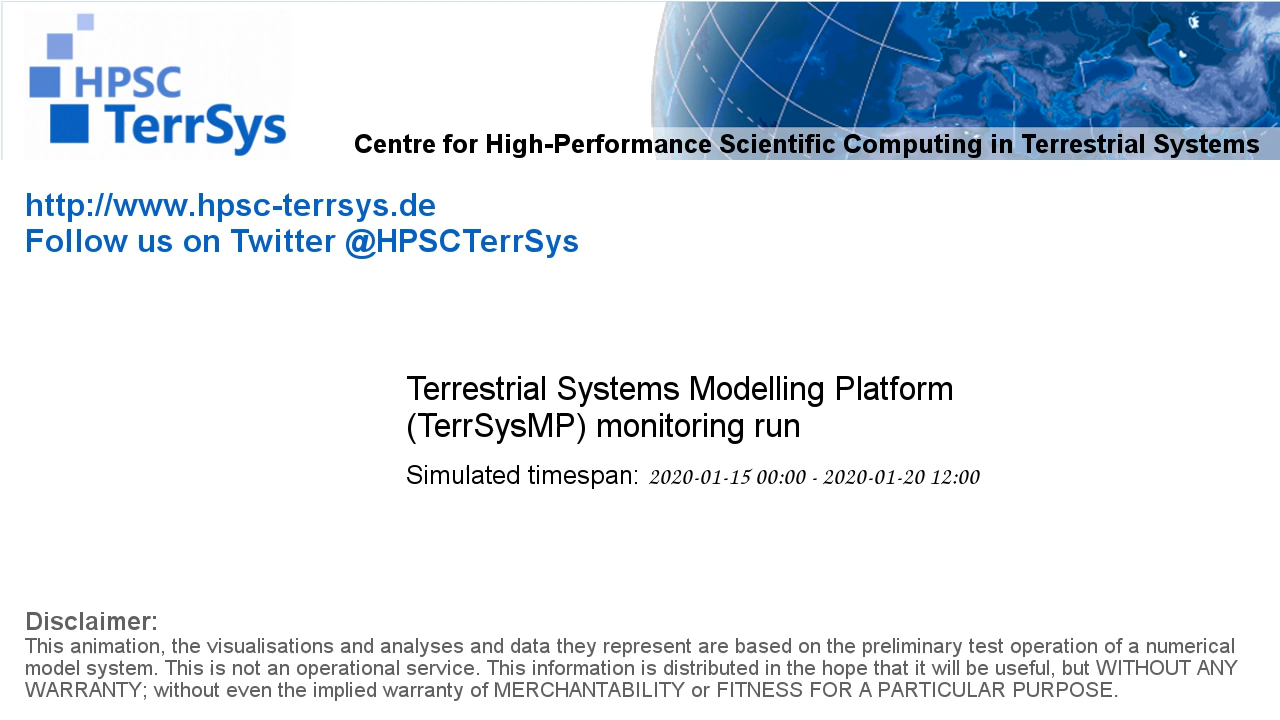 HPSC
TerrSys
Centre for High-Performance Scientific Computing in Terrestrial Systems
http://www.hpsc-terrsys.de
Follow us on Twitter @HPSCTerrSys
Terrestrial Systems Modelling Platform
(TerrSysMP) monitoring run
Simulated timespan: 2020-01-15 00:00 - 2020-01-20 12:00
Disclaimer:
This animation, the visualisations and analyses and data they represent are based on the preliminary test operation of a numerical
model system. This is not an operational service. This information is distributed in the hope that it will be useful, but WITHOUT ANY
WARRANTY; without even the implied warranty of MERCHANTABILITY or FITNESS FOR A PARTICULAR PURPOSE.